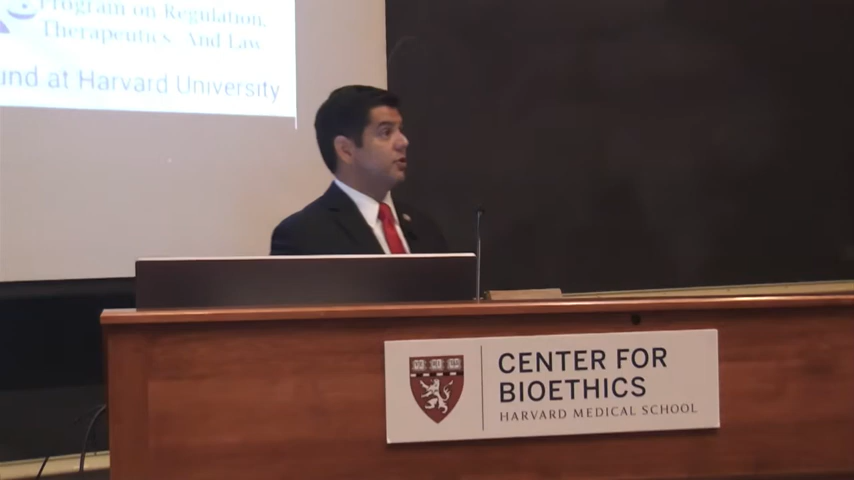 Program on Regulation,
Therapeutics, And Law
und at Harvard University
CENTER FOR
BIOETHICS
HARVARD MEDICAL SCHOOL